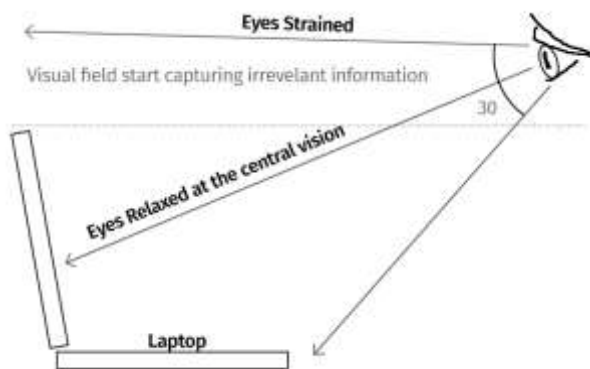 Eyes Strained
Visual field start capturing irrevelant information
30
Eyes Relaxed at the central vision
Laptop